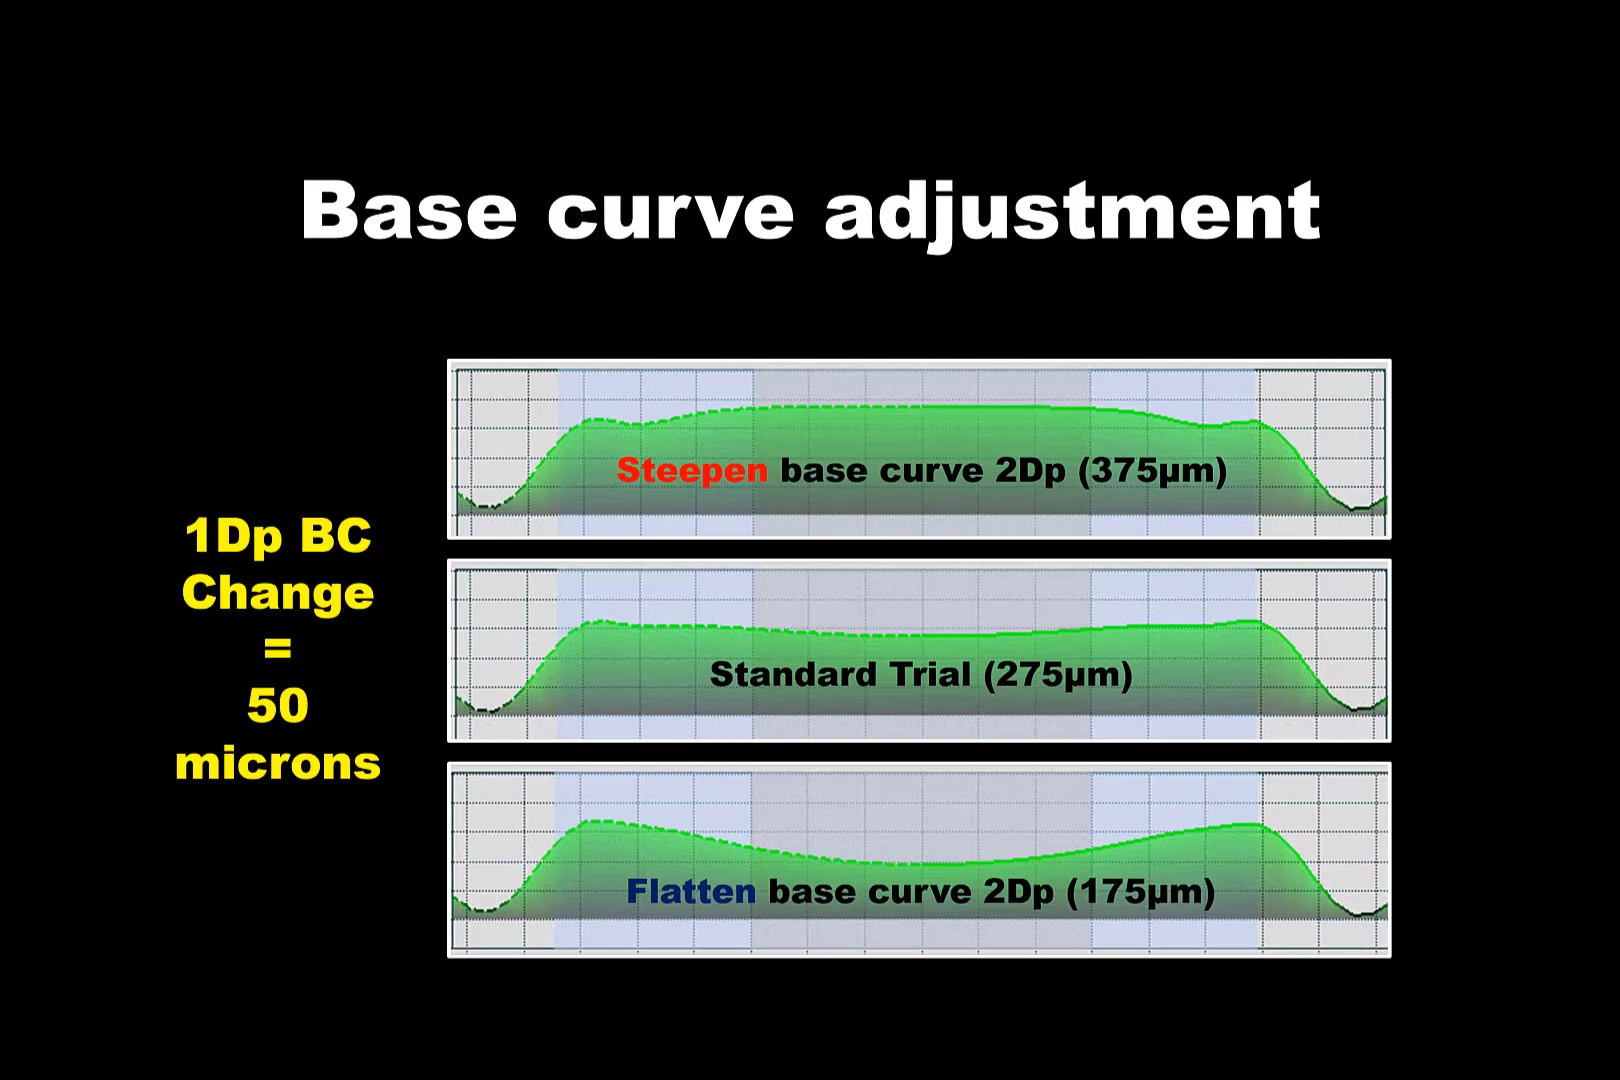 Base curve adjustment
Steepen base curve 2Dp (375µm)
1Dp BC
Change
=
50
microns
Standard Trial (275µm)
Flatten base curve 2Dp (175µm)